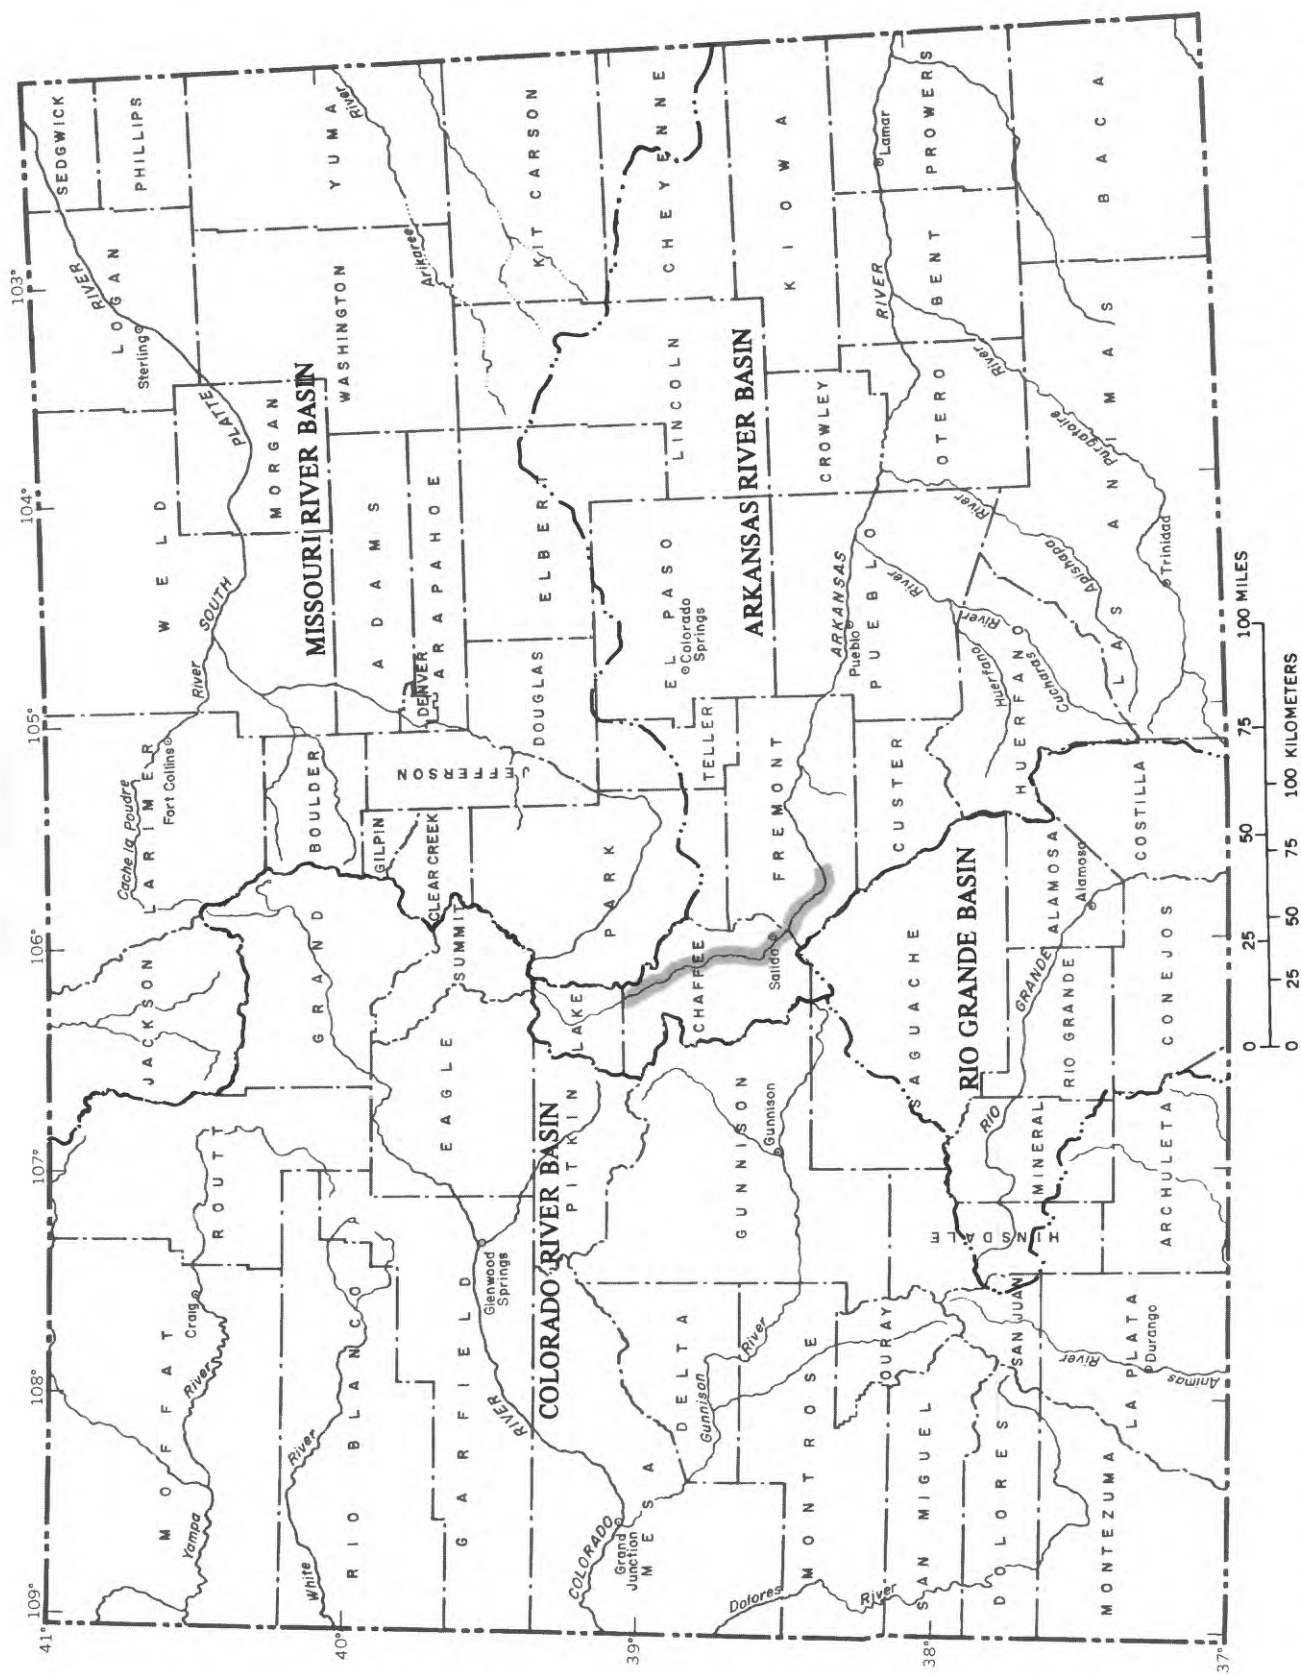 41°
109°
108°
107°
106°
105°
104°
103°
40°
39°
38°
37°
MOFFAT
Yampa
River
Craig
ROUTT
JACKSON
Cache la Poudre
LARIMER
Fort Collins
River
WELD
SOUTH
PLATTE
RIVER
LOGAN
Sterling
SEDGWICK
PHILLIPS
White
River
RIO BLANCO
GRAND
BOULDER
GILPIN
CLEAR CREEK
JEFFERSON
MORGAN
MISSOURI RIVER BASIN
ADAMS
DENVER
ARAPAHOE
WASHINGTON
YUMA
Arikaree
River
GARFIELD
Glenwood
Springs
EAGLE
SUMMIT
COLORADO
RIVER
COLORADO RIVER BASIN
PITKIN
LAKE
PARK
DOUGLAS
ELBERT
KIT CARSON
Grand
Junction
MESA
DELTA
Gunnison
River
GUNNISON
Gunnison
CHAFFEE
Salida
TELLER
EL PASO
Colorado
Springs
LINCOLN
CHEYENNE
Dolores
River
MONTROSE
OURAY
SAGUACHE
FREMONT
CUSTER
ARKANSAS RIVER BASIN
ARKANSAS
RIVER
Pueblo
PUEBLO
CROWLEY
KIOWA
SAN MIGUEL
DOLORES
SAN JUAN
HINSDALE
MINERAL
RIO
GRANDE
RIO GRANDE BASIN
RIO GRANDE
ALAMOSA
Alamosa
Huerfano
River
Cucharas
River
HUERFANO
OTERO
BENT
PROWERS
Lamar
MONTEZUMA
LA PLATA
Durango
Animas
River
ARCHULETA
CONEJOS
COSTILLA
Apishapa
River
Purgatoire
River
LAS ANIMAS
Trinidad
BACA
0 25 50 75 100 MILES
0 25 50 75 100 KILOMETERS